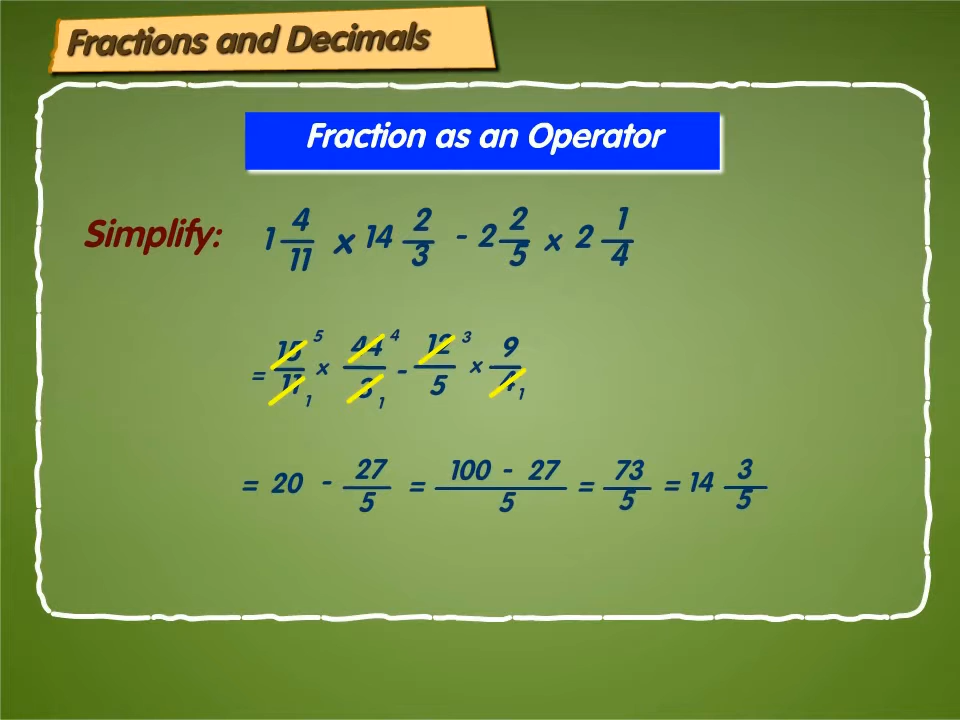 Fractions and Decimals
Fraction as an Operator
Simplify: 1 4/11 x 14 2/3 - 2 2/5 x 2 1/4
= 15/11 5 1 x 44/3 4 1 - 12/5 3 x 9/4 1
= 20 - 27/5 = 100 - 27/5 = 73/5 = 14 3/5